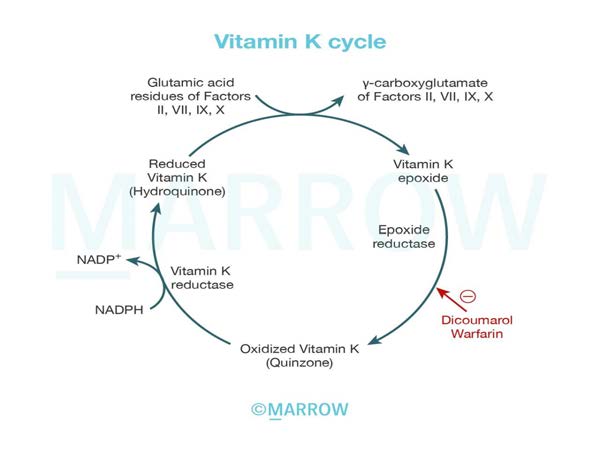 Vitamin K cycle
Glutamic acid
residues of Factors
II, VII, IX, X
γ-carboxyglutamate
of Factors II, VII, IX, X
Reduced
Vitamin K
(Hydroquinone)
Vitamin K
epoxide
MARROW
Epoxide
reductase
NADP⁺
Vitamin K
reductase
NADPH
Dicoumarol
Warfarin
Oxidized Vitamin K
(Quinzone)
©MARROW